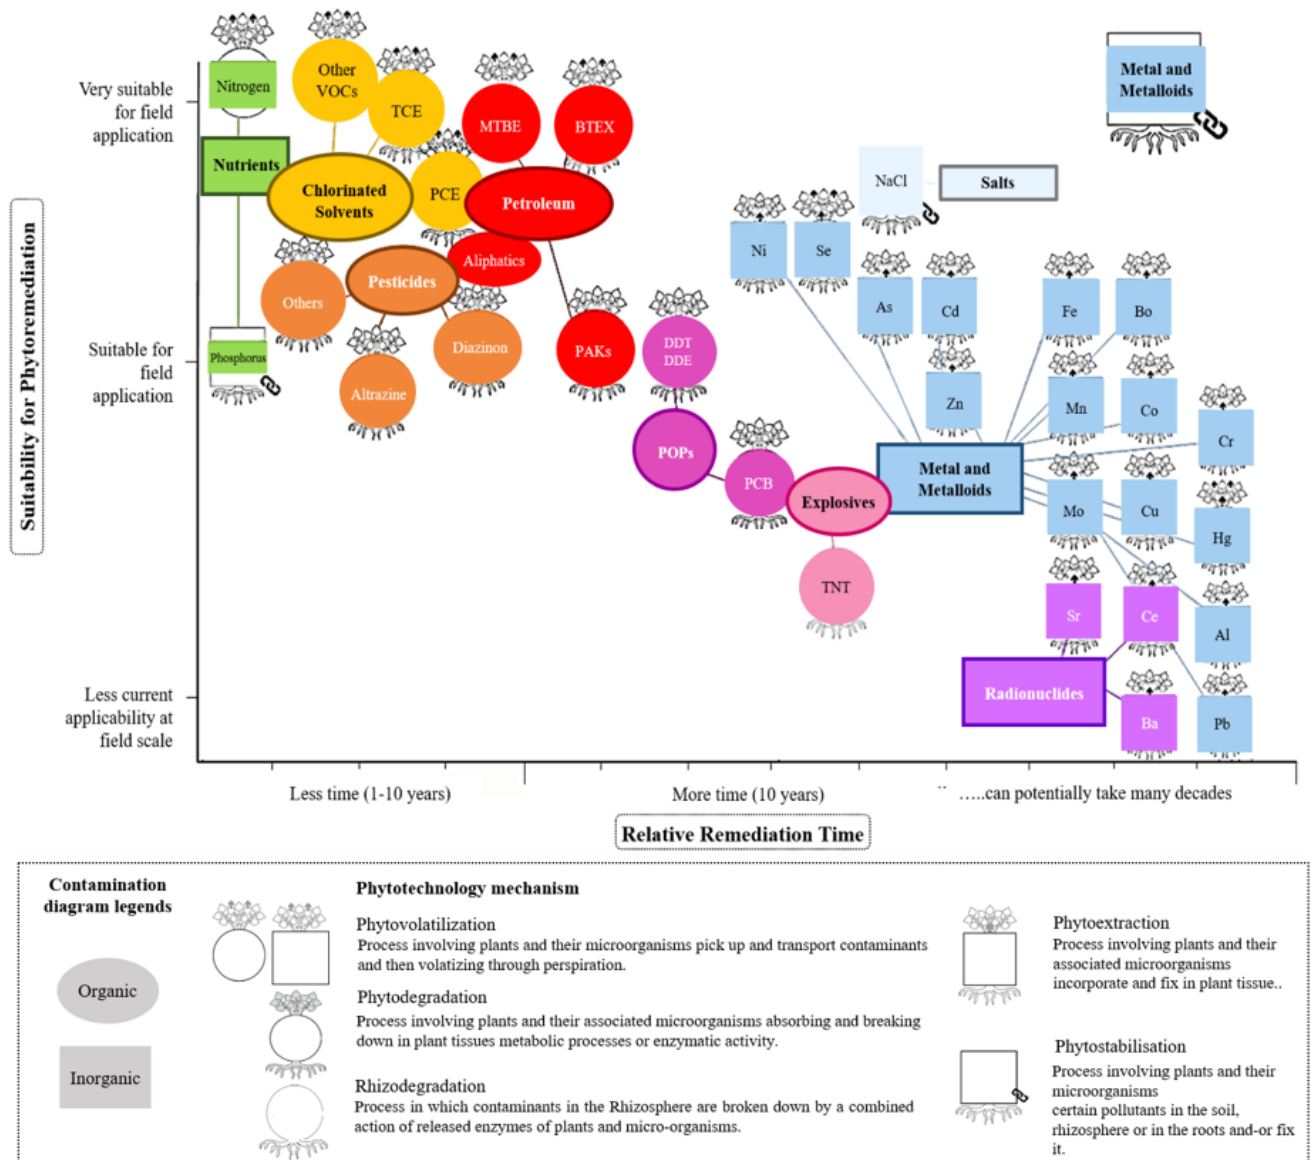 Suitability for Phytoremediation
Very suitable
for field
application
Suitable for
field
application
Less current
applicability at
field scale
Nitrogen
Nutrients
Phosphorus
Other
VOCs
TCE
PCE
Chlorinated
Solvents
MTBE
BTEX
Petroleum
Aliphatics
PAKs
Pesticides
Others
Altrazine
Diazinon
DDT
DDE
POPs
PCB
Explosives
TNT
NaCl
Salts
Metal and
Metalloids
Ni
Se
As
Cd
Zn
Fe
Bo
Mn
Co
Cr
Metal and
Metalloids
Mo
Cu
Hg
Al
Pb
Sr
Ce
Ba
Radionuclides
Less time (1-10 years)
More time (10 years)
…..can potentially take many decades
Relative Remediation Time
Contamination
diagram legends
Organic
Inorganic
Phytotechnology mechanism
Phytovolatilization
Process involving plants and their microorganisms pick up and transport contaminants
and then volatizing through perspiration.
Phytodegradation
Process involving plants and their associated microorganisms absorbing and breaking
down in plant tissues metabolic processes or enzymatic activity.
Rhizodegradation
Process in which contaminants in the Rhizosphere are broken down by a combined
action of released enzymes of plants and micro-organisms.
Phytoextraction
Process involving plants and their
associated microorganisms
incorporate and fix in plant tissue..
Phytostabilisation
Process involving plants and their
microorganisms
certain pollutants in the soil,
rhizosphere or in the roots and-or fix
it.